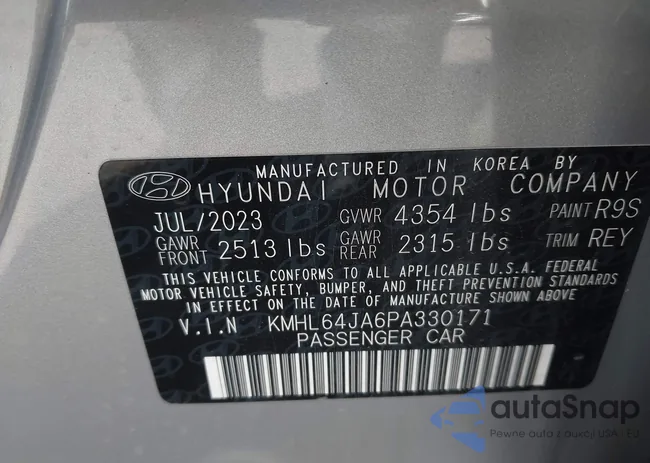 MANUFACTURED IN KOREA BY
HYUNDAI MOTOR COMPANY
JUL/2023 GVWR 4354 lbs PAINT R9S
GAWR FRONT 2513 lbs GAWR REAR 2315 lbs TRIM REY
THIS VEHICLE CONFORMS TO ALL APPLICABLE U.S.A. FEDERAL
MOTOR VEHICLE SAFETY, BUMPER, AND THEFT PREVENTION STANDARDS
IN EFFECT ON THE DATE OF MANUFACTURE SHOWN ABOVE.
V.I.N KMHL64JA6PA330171
PASSENGER CAR
autaSnap
Pewne auta z aukcji USA i EU